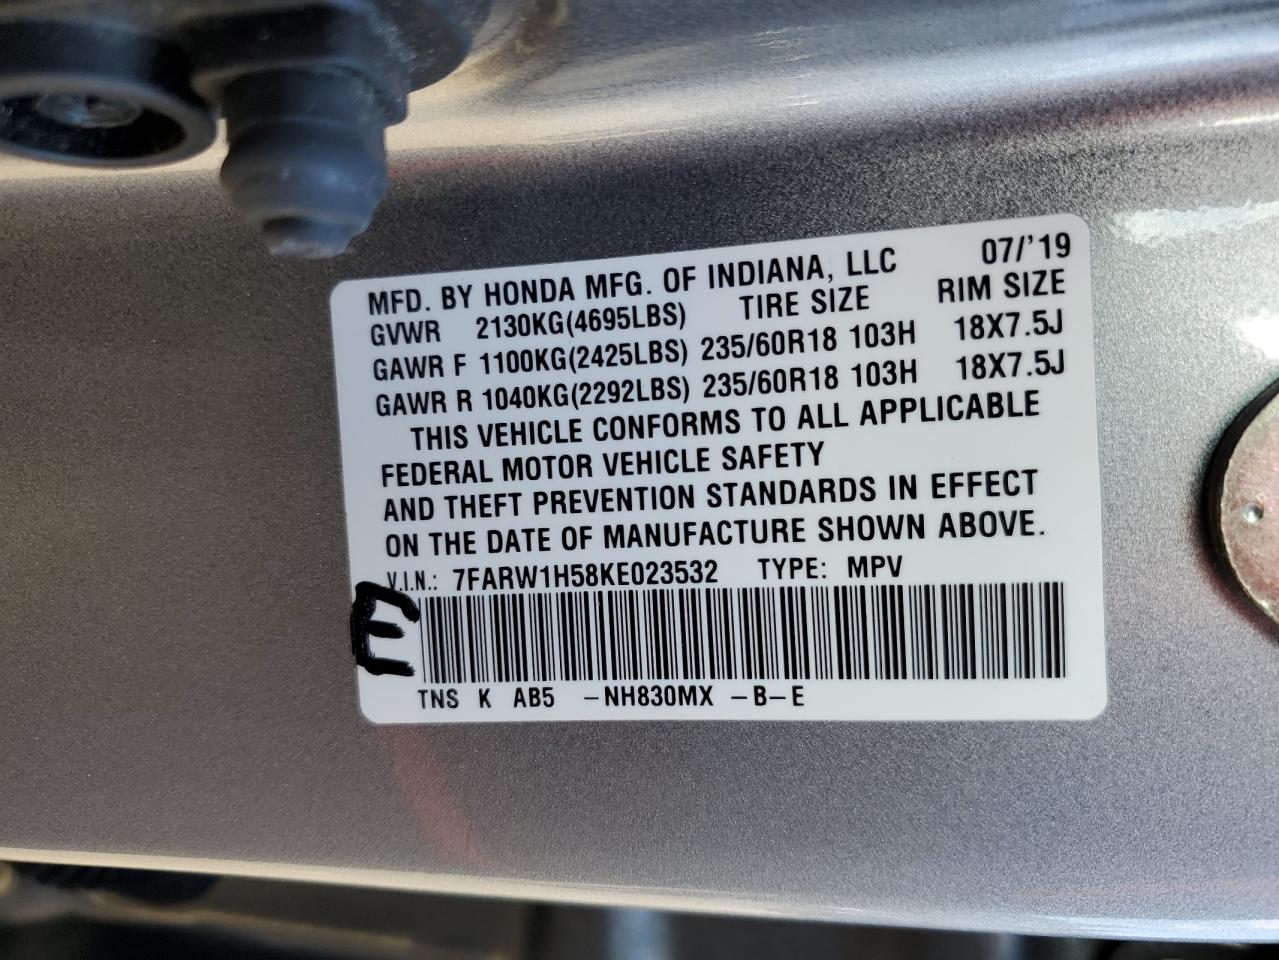 MFD. BY HONDA MFG. OF INDIANA, LLC 07/'19
GVWR 2130KG(4695LBS) TIRE SIZE RIM SIZE
GAWR F 1100KG(2425LBS) 235/60R18 103H 18X7.5J
GAWR R 1040KG(2292LBS) 235/60R18 103H 18X7.5J
THIS VEHICLE CONFORMS TO ALL APPLICABLE
FEDERAL MOTOR VEHICLE SAFETY
AND THEFT PREVENTION STANDARDS IN EFFECT
ON THE DATE OF MANUFACTURE SHOWN ABOVE.
V.I.N.: 7FARW1H58KE023532 TYPE: MPV
E
TNS K AB5 –NH830MX –B–E